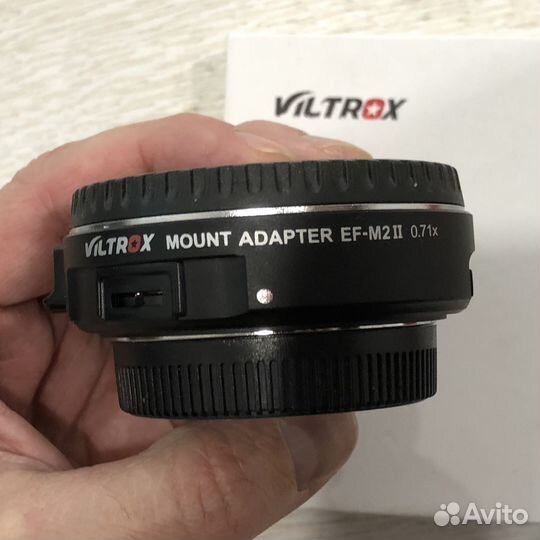 VILTROX
VILTROX MOUNT ADAPTER EF-M2 II 0.71x
Avito